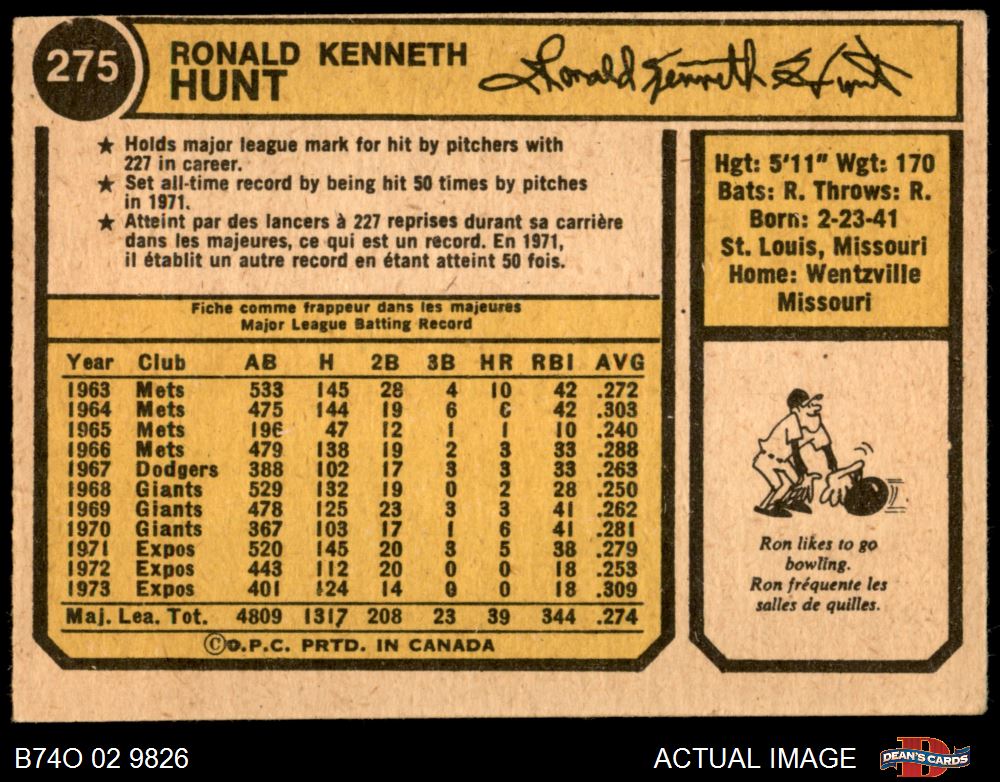 275
RONALD KENNETH
HUNT
Ronald Kenneth Hunt
★ Holds major league mark for hit by pitchers with
227 in career.
★ Set all-time record by being hit 50 times by pitches
in 1971.
★ Atteint par des lancers à 227 reprises durant sa carrière
dans les majeures, ce qui est un record. En 1971,
il établit un autre record en étant atteint 50 fois.
Hgt: 5'11" Wgt: 170
Bats: R. Throws: R.
Born: 2-23-41
St. Louis, Missouri
Home: Wentzville
Missouri
Fiche comme frappeur dans les majeures
Major League Batting Record
Year Club AB H 2B 3B HR RBI AVG
1963 Mets 533 145 28 4 10 42 .272
1964 Mets 475 144 19 6 6 42 .303
1965 Mets 196 47 12 1 1 10 .240
1966 Mets 479 138 19 2 3 33 .288
1967 Dodgers 388 102 17 3 3 33 .263
1968 Giants 529 132 19 0 2 28 .250
1969 Giants 478 125 23 3 3 41 .262
1970 Giants 367 103 17 1 6 41 .281
1971 Expos 520 145 20 3 5 38 .279
1972 Expos 443 112 20 0 0 18 .253
1973 Expos 401 124 14 0 0 18 .309
Maj. Lea. Tot. 4809 1317 208 23 39 344 .274
©O.P.C. PRTD. IN CANADA
Ron likes to go
bowling.
Ron fréquente les
salles de quilles.
B74O 02 9826
ACTUAL IMAGE
D
DEAN'S CARDS